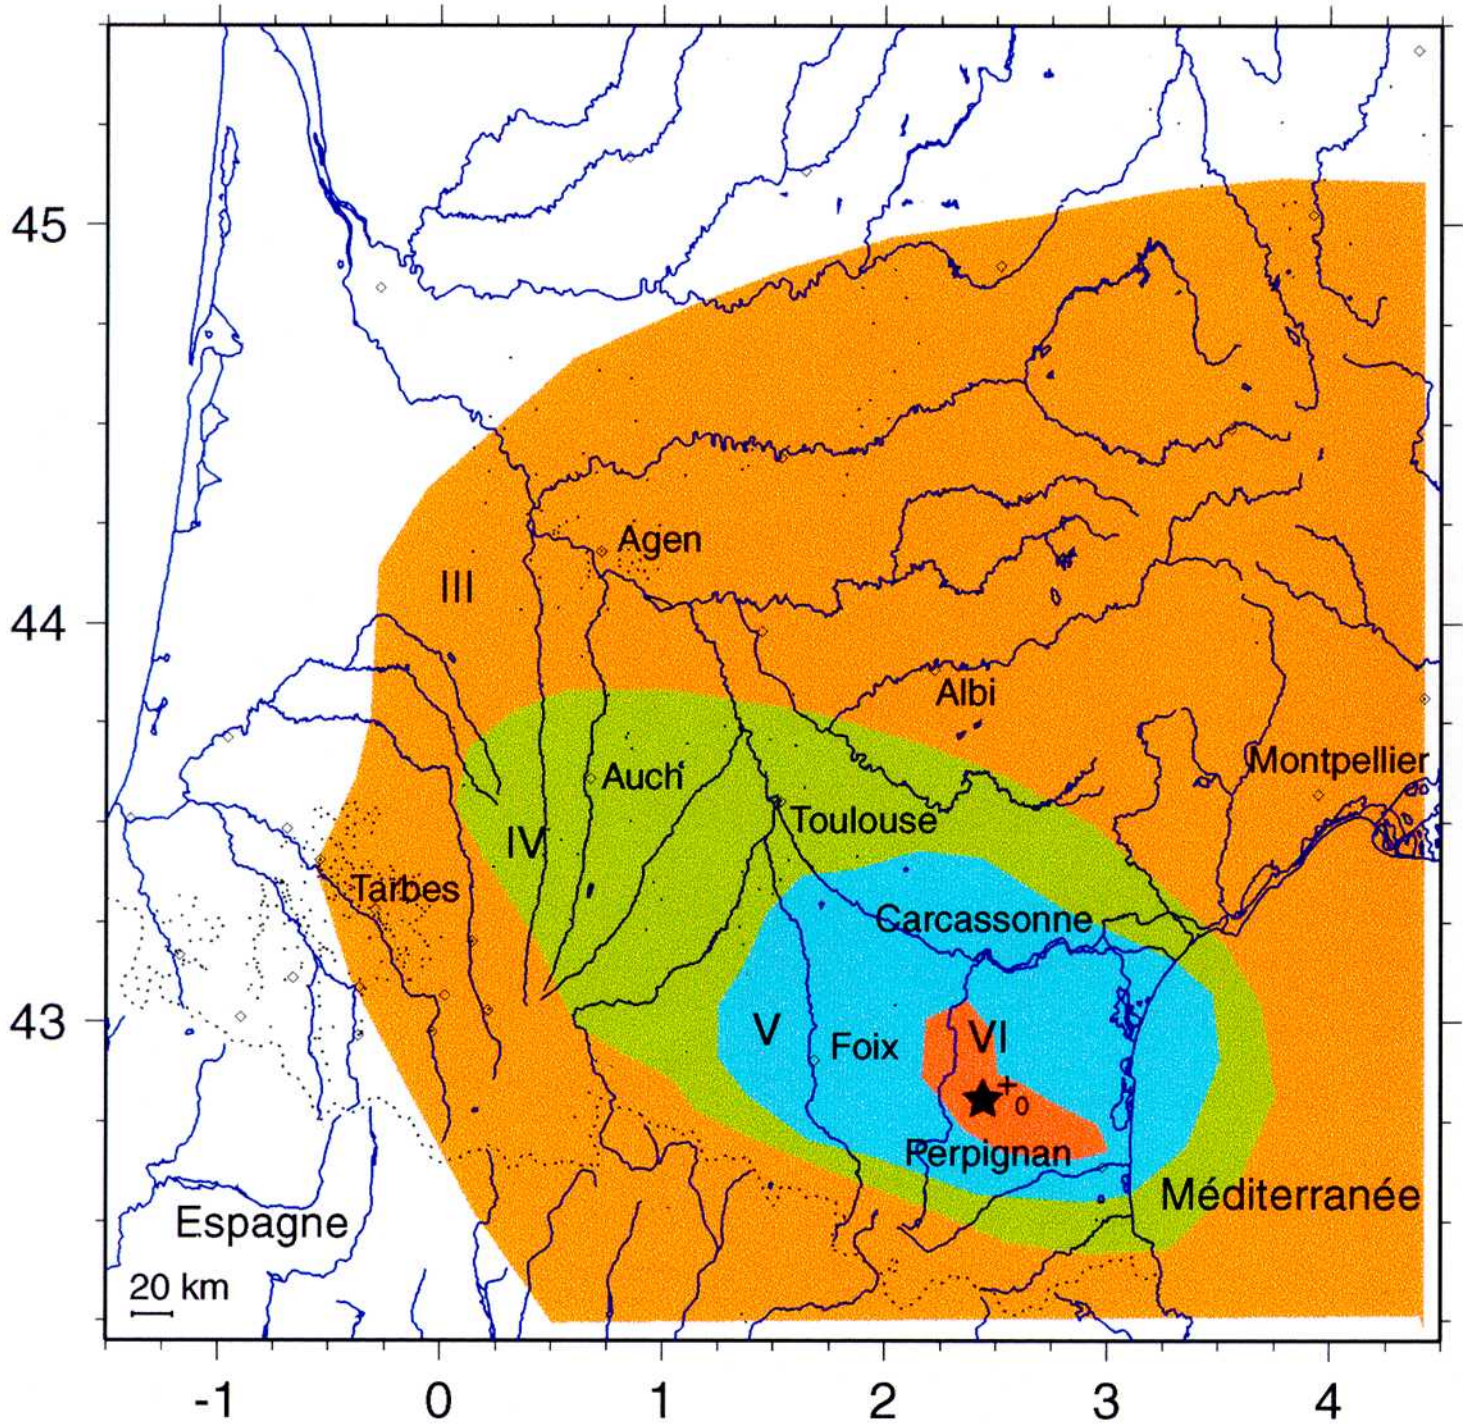 45
Agen
III
44
Albi
Montpellier
Auch
Toulouse
IV
Tarbes
Carcassonne
43
V
Foix
VI
+
0
Perpignan
Méditerranée
Espagne
20 km
-1 0 1 2 3 4